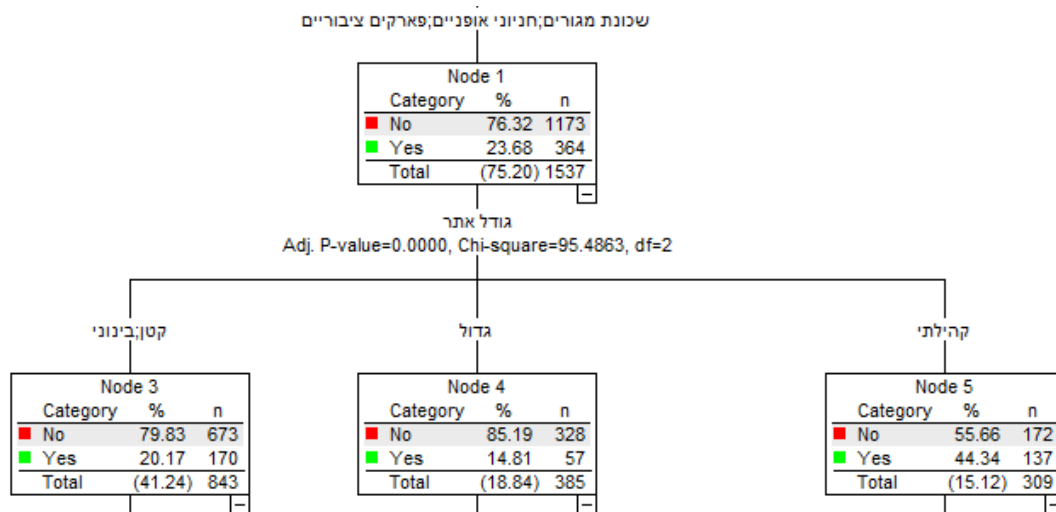 שכונת מגורים;חניוני אופניים;פארקים ציבוריים
Node 1
Category % n
No 76.32 1173
Yes 23.68 364
Total (75.20) 1537
גודל אתר
Adj. P-value=0.0000, Chi-square=95.4863, df=2
קטן;בינוני
Node 3
Category % n
No 79.83 673
Yes 20.17 170
Total (41.24) 843
גדול
Node 4
Category % n
No 85.19 328
Yes 14.81 57
Total (18.84) 385
קהילתי
Node 5
Category % n
No 55.66 172
Yes 44.34 137
Total (15.12) 309